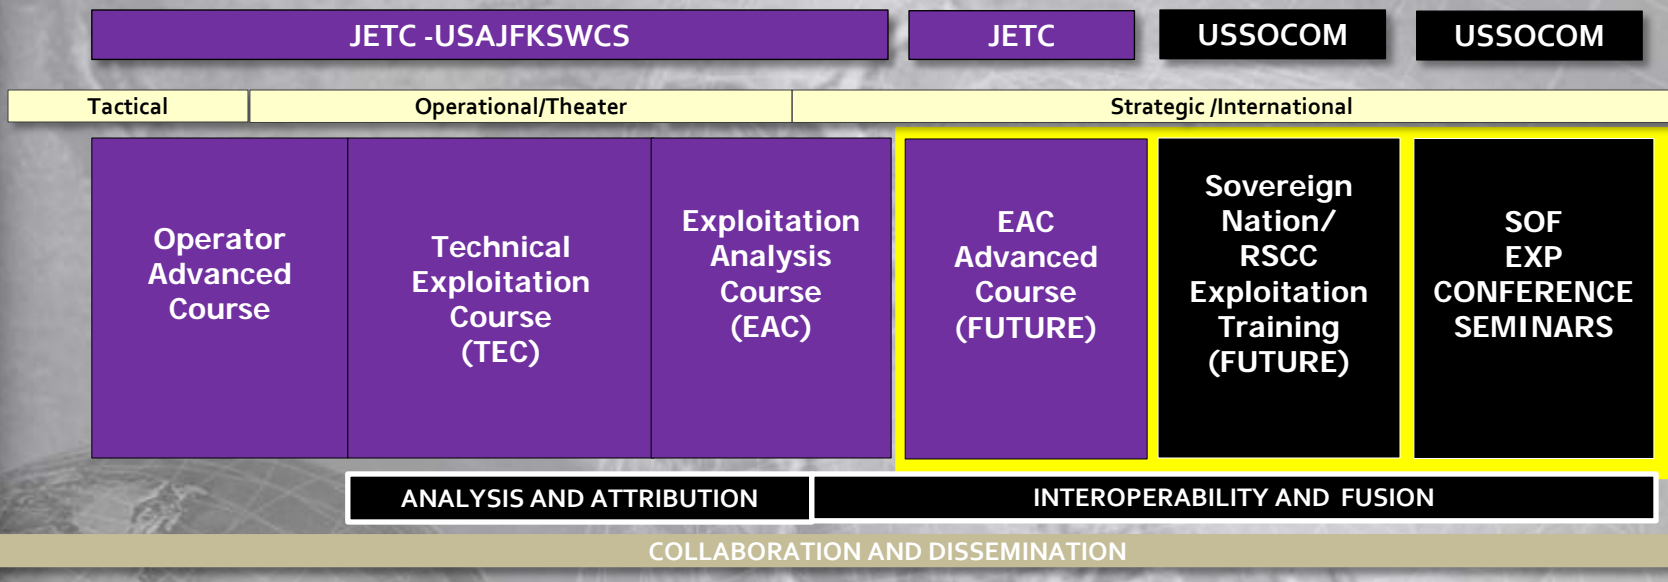 JETC -USAJFKSWCS
JETC
USSOCOM
USSOCOM
Tactical
Operational/Theater
Strategic /International
Operator
Advanced
Course
Technical
Exploitation
Course
(TEC)
Exploitation
Analysis
Course
(EAC)
EAC
Advanced
Course
(FUTURE)
Sovereign
Nation/
RSCC
Exploitation
Training
(FUTURE)
SOF
EXP
CONFERENCE
SEMINARS
ANALYSIS AND ATTRIBUTION
INTEROPERABILITY AND FUSION
COLLABORATION AND DISSEMINATION